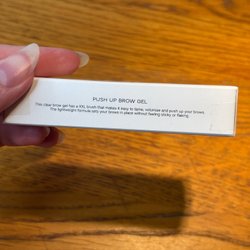 PUSH UP BROW GEL
This clear brow gel has a XXL brush that makes it easy to tame, volumise and push up your brows.
The lightweight formula sets your brows in place without feeling sticky or flaking.